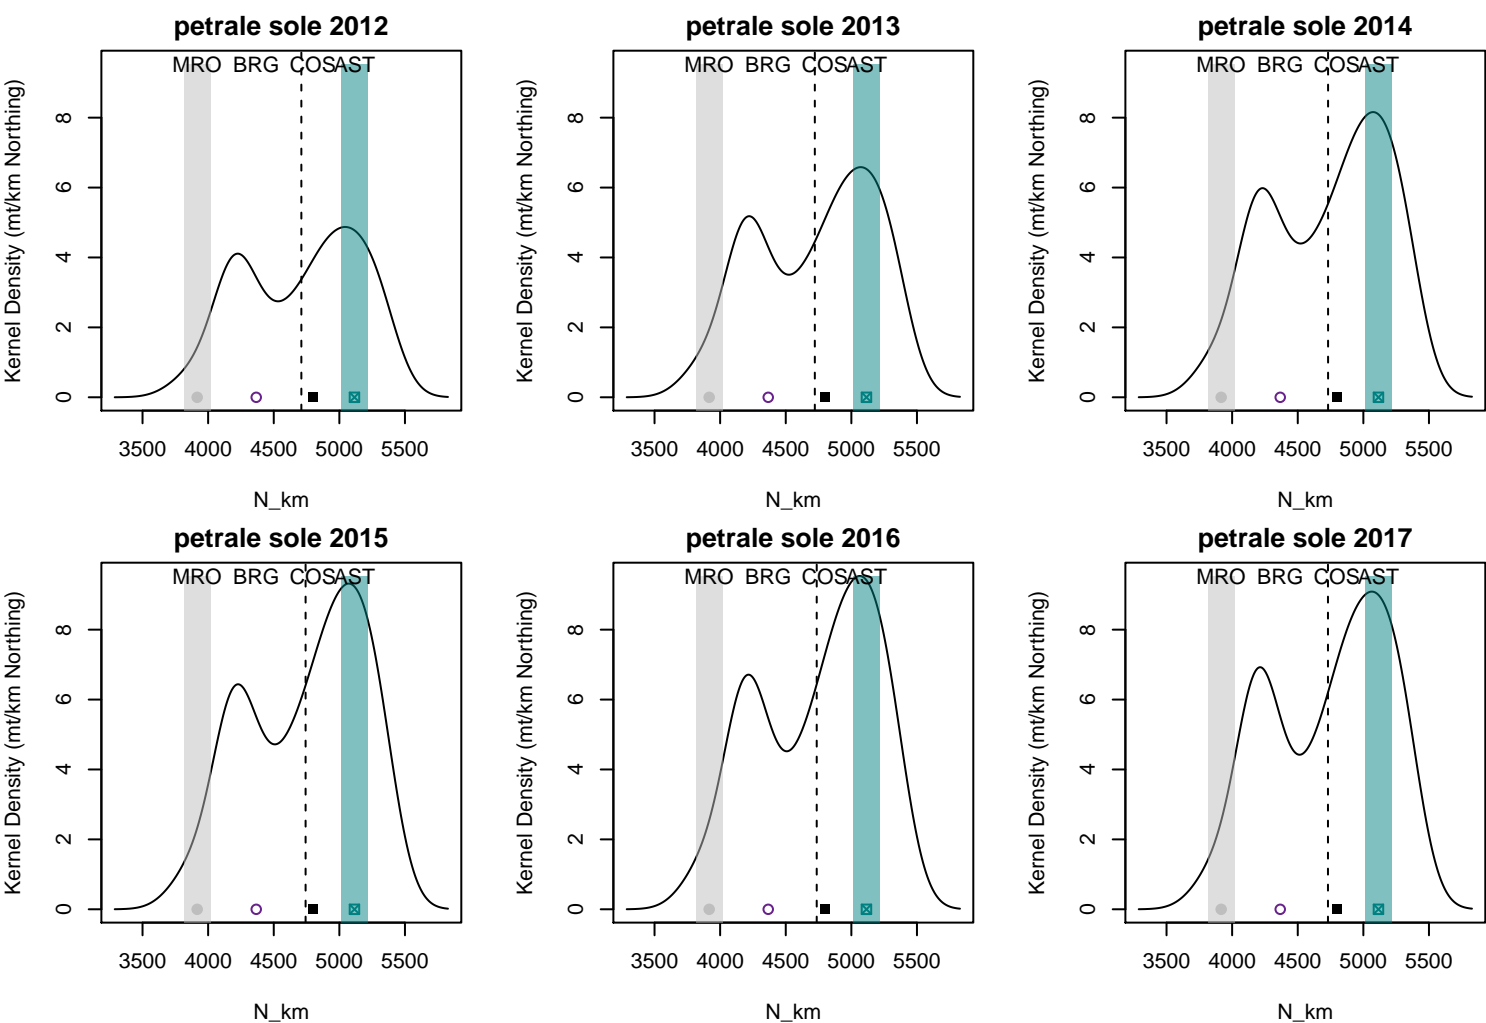 petrale sole 2012
MRO BRG COS AST
Kernel Density (mt/km Northing)
0 2 4 6 8
3500 4000 4500 5000 5500
N_km
petrale sole 2013
MRO BRG COS AST
Kernel Density (mt/km Northing)
0 2 4 6 8
3500 4000 4500 5000 5500
N_km
petrale sole 2014
MRO BRG COS AST
Kernel Density (mt/km Northing)
0 2 4 6 8
3500 4000 4500 5000 5500
N_km
petrale sole 2015
MRO BRG COS AST
Kernel Density (mt/km Northing)
0 2 4 6 8
3500 4000 4500 5000 5500
N_km
petrale sole 2016
MRO BRG COS AST
Kernel Density (mt/km Northing)
0 2 4 6 8
3500 4000 4500 5000 5500
N_km
petrale sole 2017
MRO BRG COS AST
Kernel Density (mt/km Northing)
0 2 4 6 8
3500 4000 4500 5000 5500
N_km